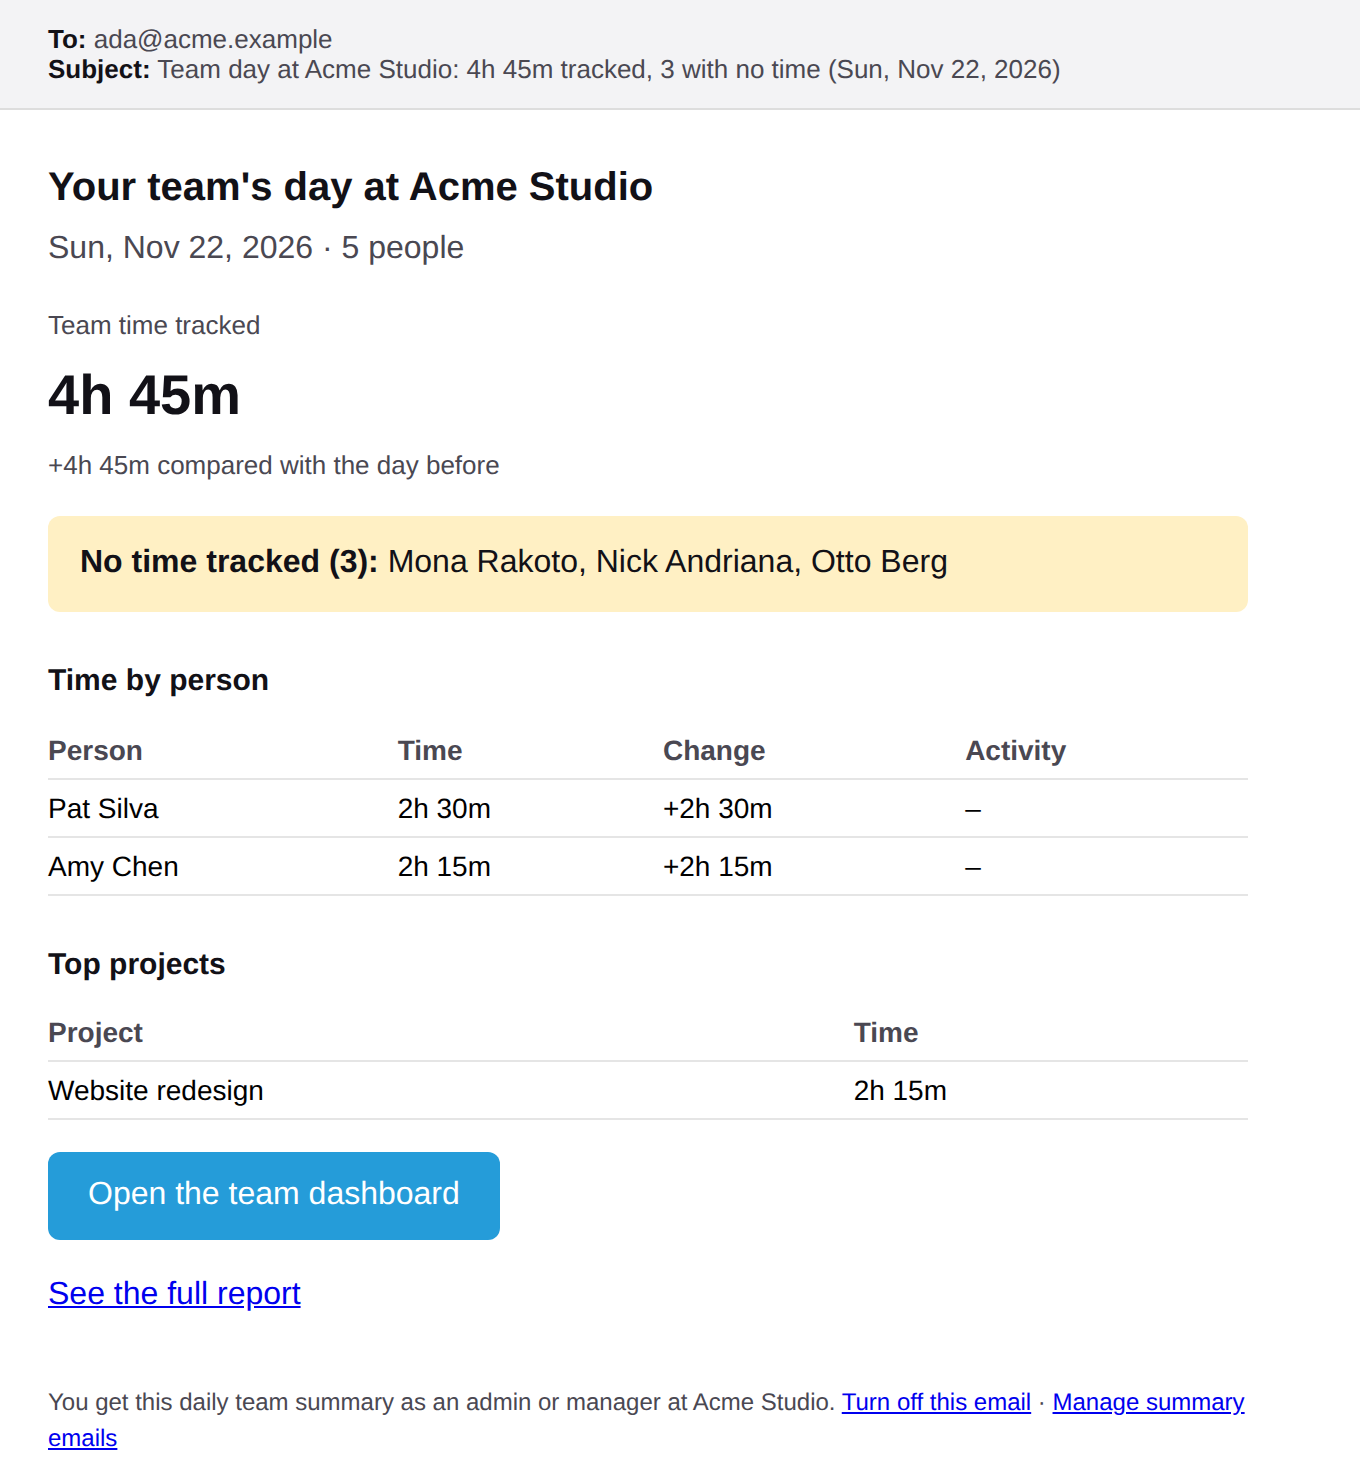 To: ada@acme.example
Subject: Team day at Acme Studio: 4h 45m tracked, 3 with no time (Sun, Nov 22, 2026)
Your team's day at Acme Studio
Sun, Nov 22, 2026 · 5 people
Team time tracked
4h 45m
+4h 45m compared with the day before
No time tracked (3): Mona Rakoto, Nick Andriana, Otto Berg
Time by person
Person Time Change Activity
Pat Silva 2h 30m +2h 30m –
Amy Chen 2h 15m +2h 15m –
Top projects
Project Time
Website redesign 2h 15m
Open the team dashboard
See the full report
You get this daily team summary as an admin or manager at Acme Studio. Turn off this email · Manage summary
emails